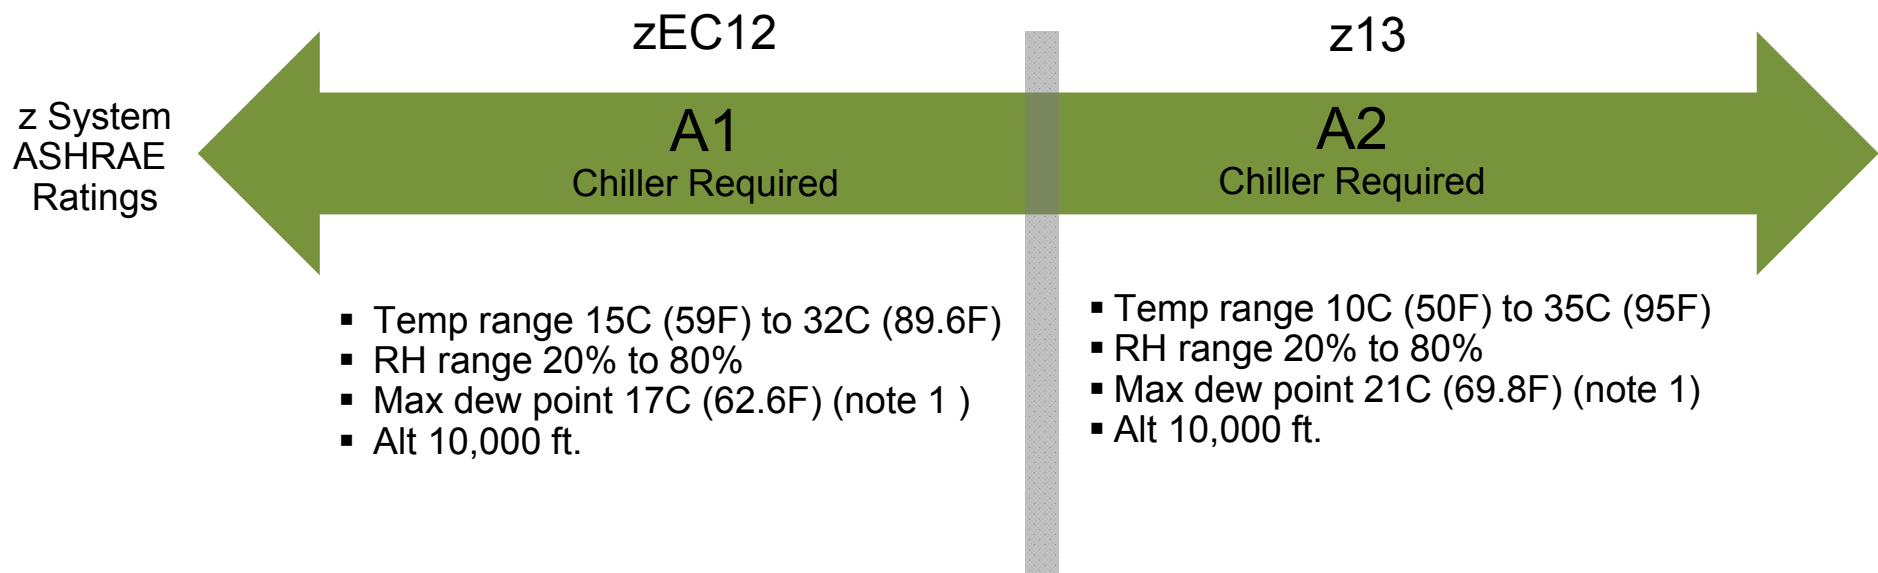 zEC12
z13
z System
ASHRAE
Ratings
A1
Chiller Required
A2
Chiller Required
▪ Temp range 15C (59F) to 32C (89.6F)
▪ RH range 20% to 80%
▪ Max dew point 17C (62.6F) (note 1 )
▪ Alt 10,000 ft.
▪ Temp range 10C (50F) to 35C (95F)
▪ RH range 20% to 80%
▪ Max dew point 21C (69.8F) (note 1)
▪ Alt 10,000 ft.